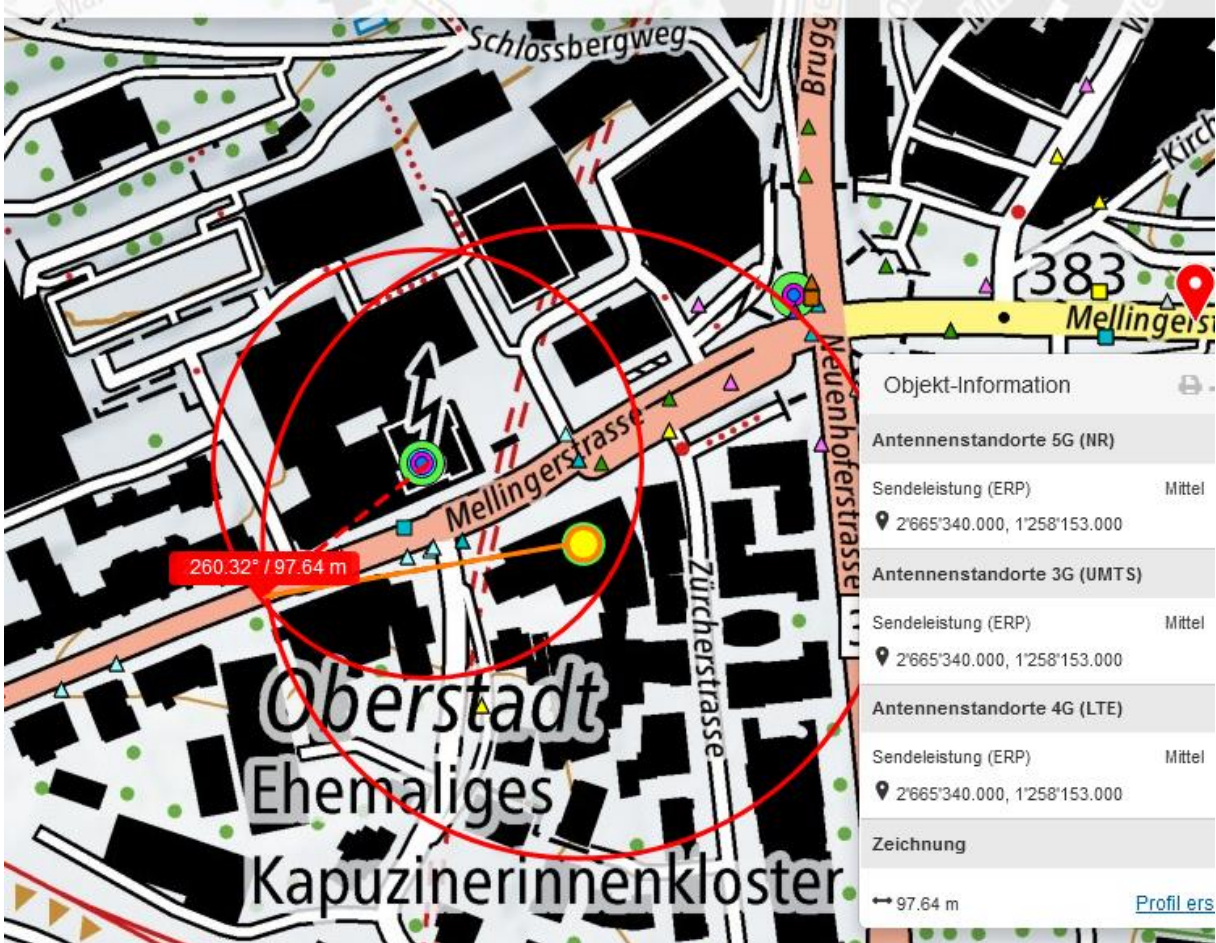 Schlossbergweg
Brugg
Kirch
383
Mellingerst
Neuenhoferstrasse
Mellingerstrasse
260.32° / 97.64 m
Zürcherstrasse
Oberstadt
Ehemaliges
Kapuzinerinnenkloster
Objekt-Information
Antennenstandorte 5G (NR)
Sendeleistung (ERP) Mittel
2'665'340.000, 1'258'153.000
Antennenstandorte 3G (UMTS)
Sendeleistung (ERP) Mittel
2'665'340.000, 1'258'153.000
Antennenstandorte 4G (LTE)
Sendeleistung (ERP) Mittel
2'665'340.000, 1'258'153.000
Zeichnung
97.64 m Profil ers